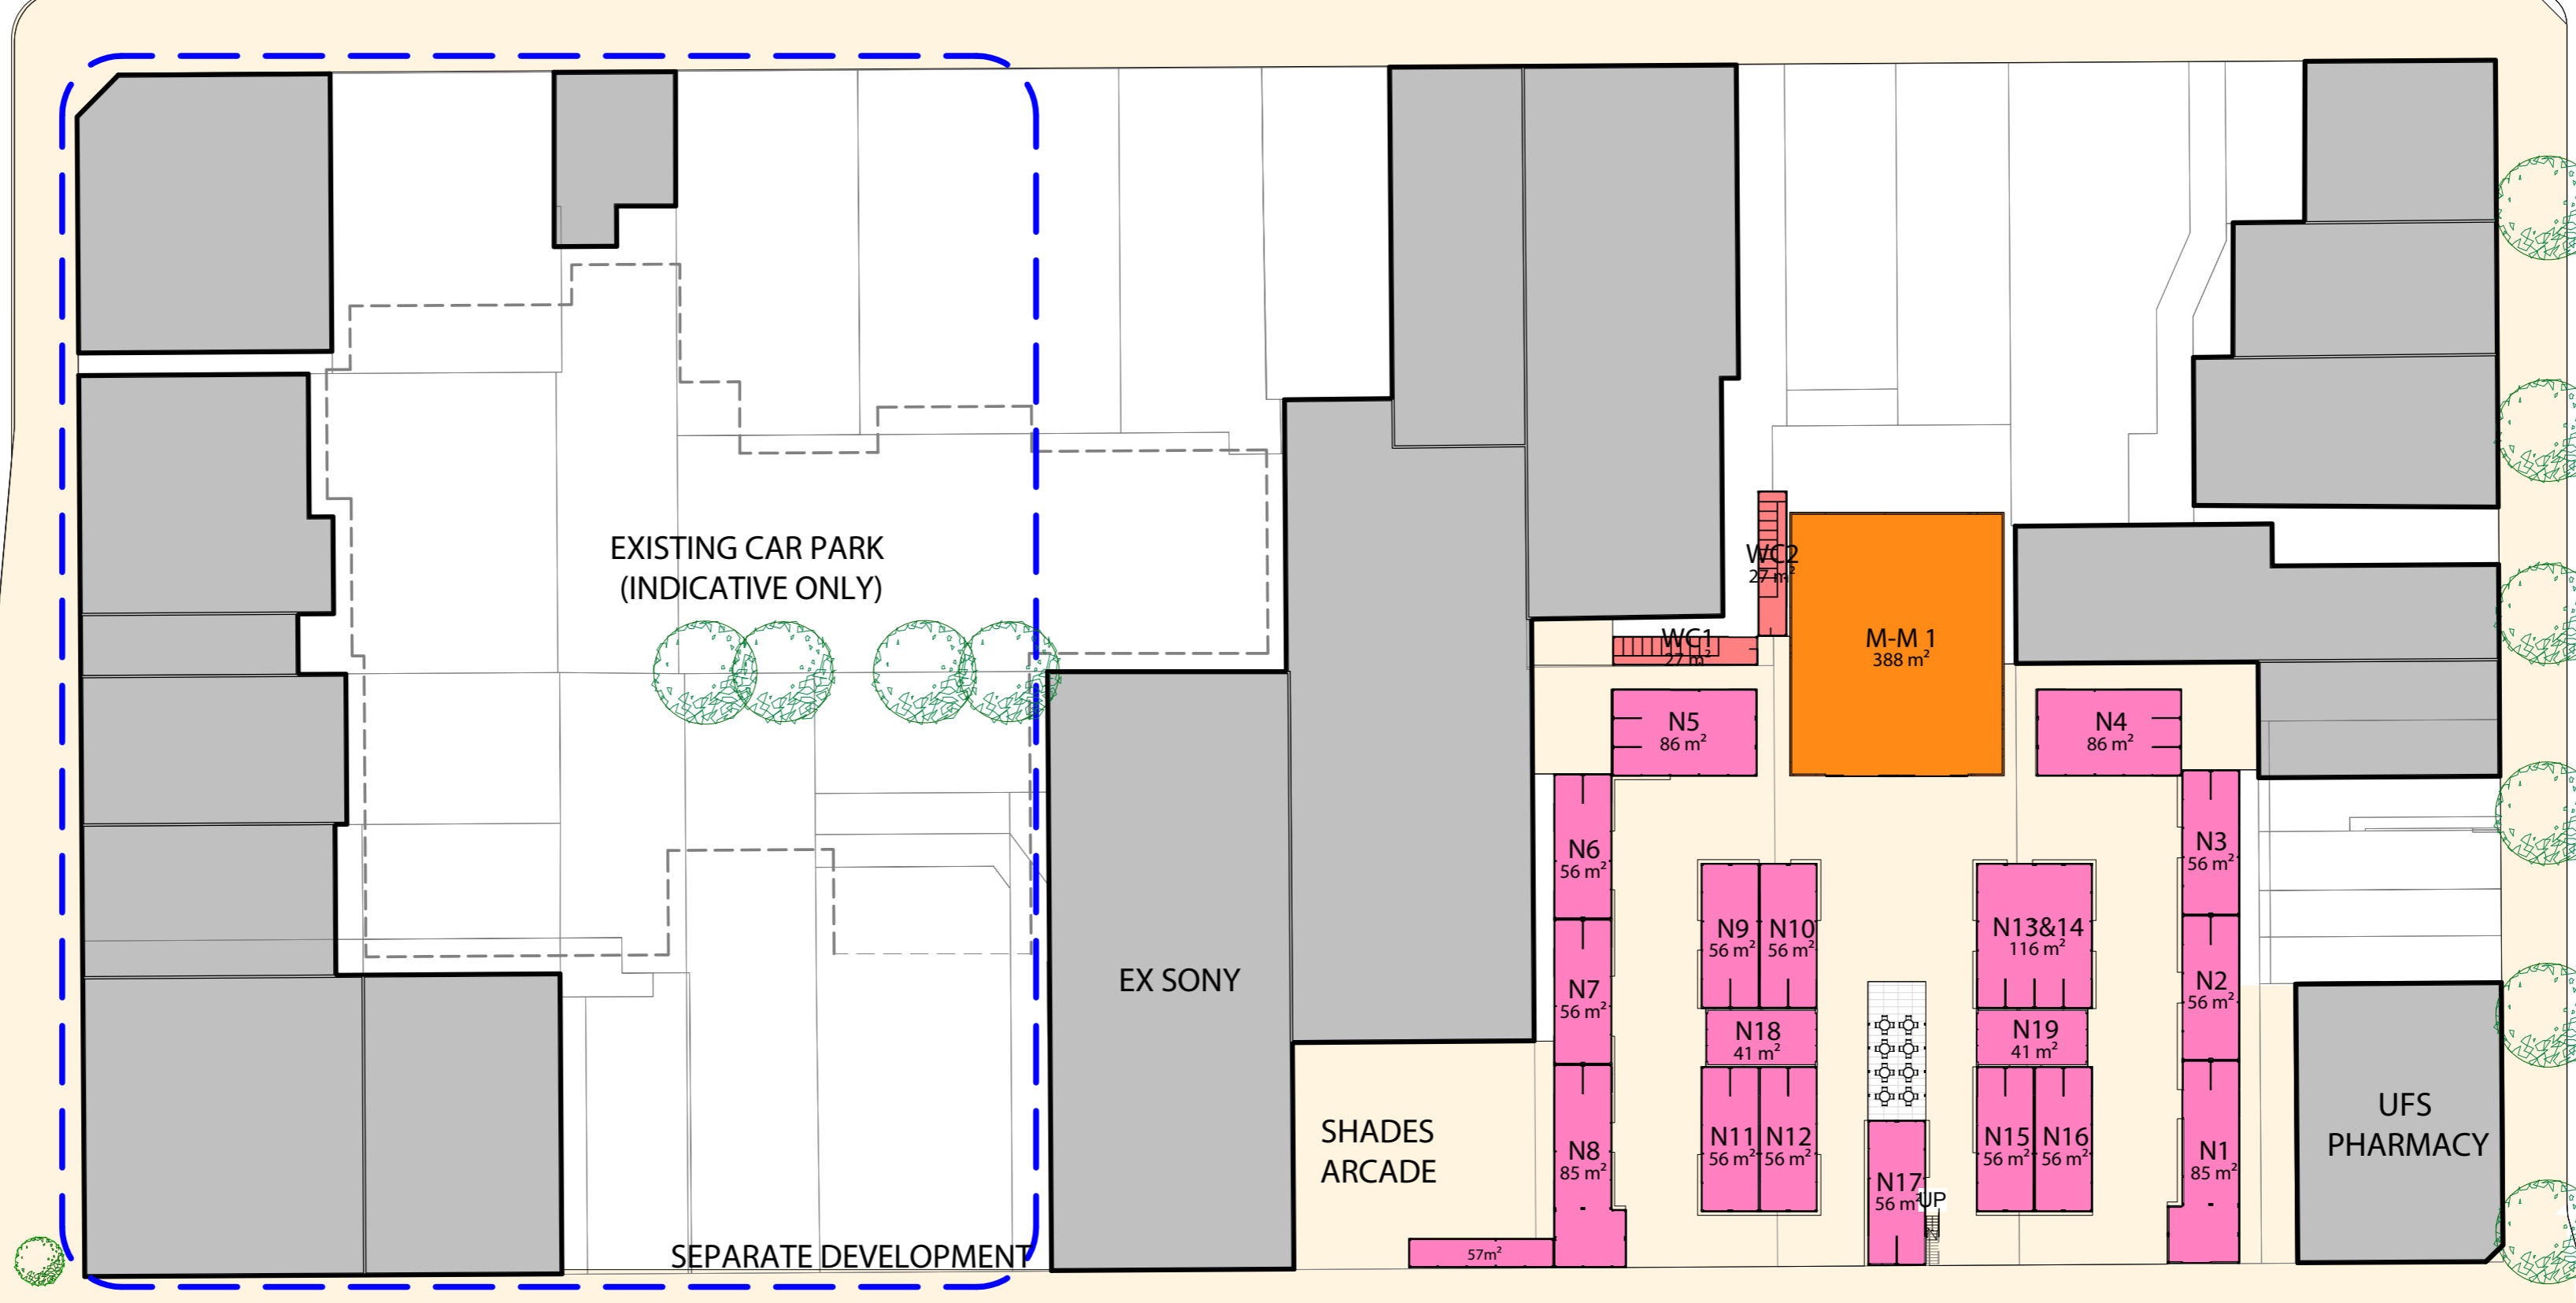 EXISTING CAR PARK
(INDICATIVE ONLY)
WC2
27 m²
WC1
27 m²
M-M 1
388 m²
N5
86 m²
N4
86 m²
N6
56 m²
N3
56 m²
N9
56 m²
N10
56 m²
N13&14
116 m²
EX SONY
N7
56 m²
N2
56 m²
N18
41 m²
N19
41 m²
SHADES
ARCADE
N8
85 m²
N11
56 m²
N12
56 m²
N15
56 m²
N16
56 m²
N1
85 m²
UFS
PHARMACY
N17
56 m²
UP
SEPARATE DEVELOPMENT
57m²